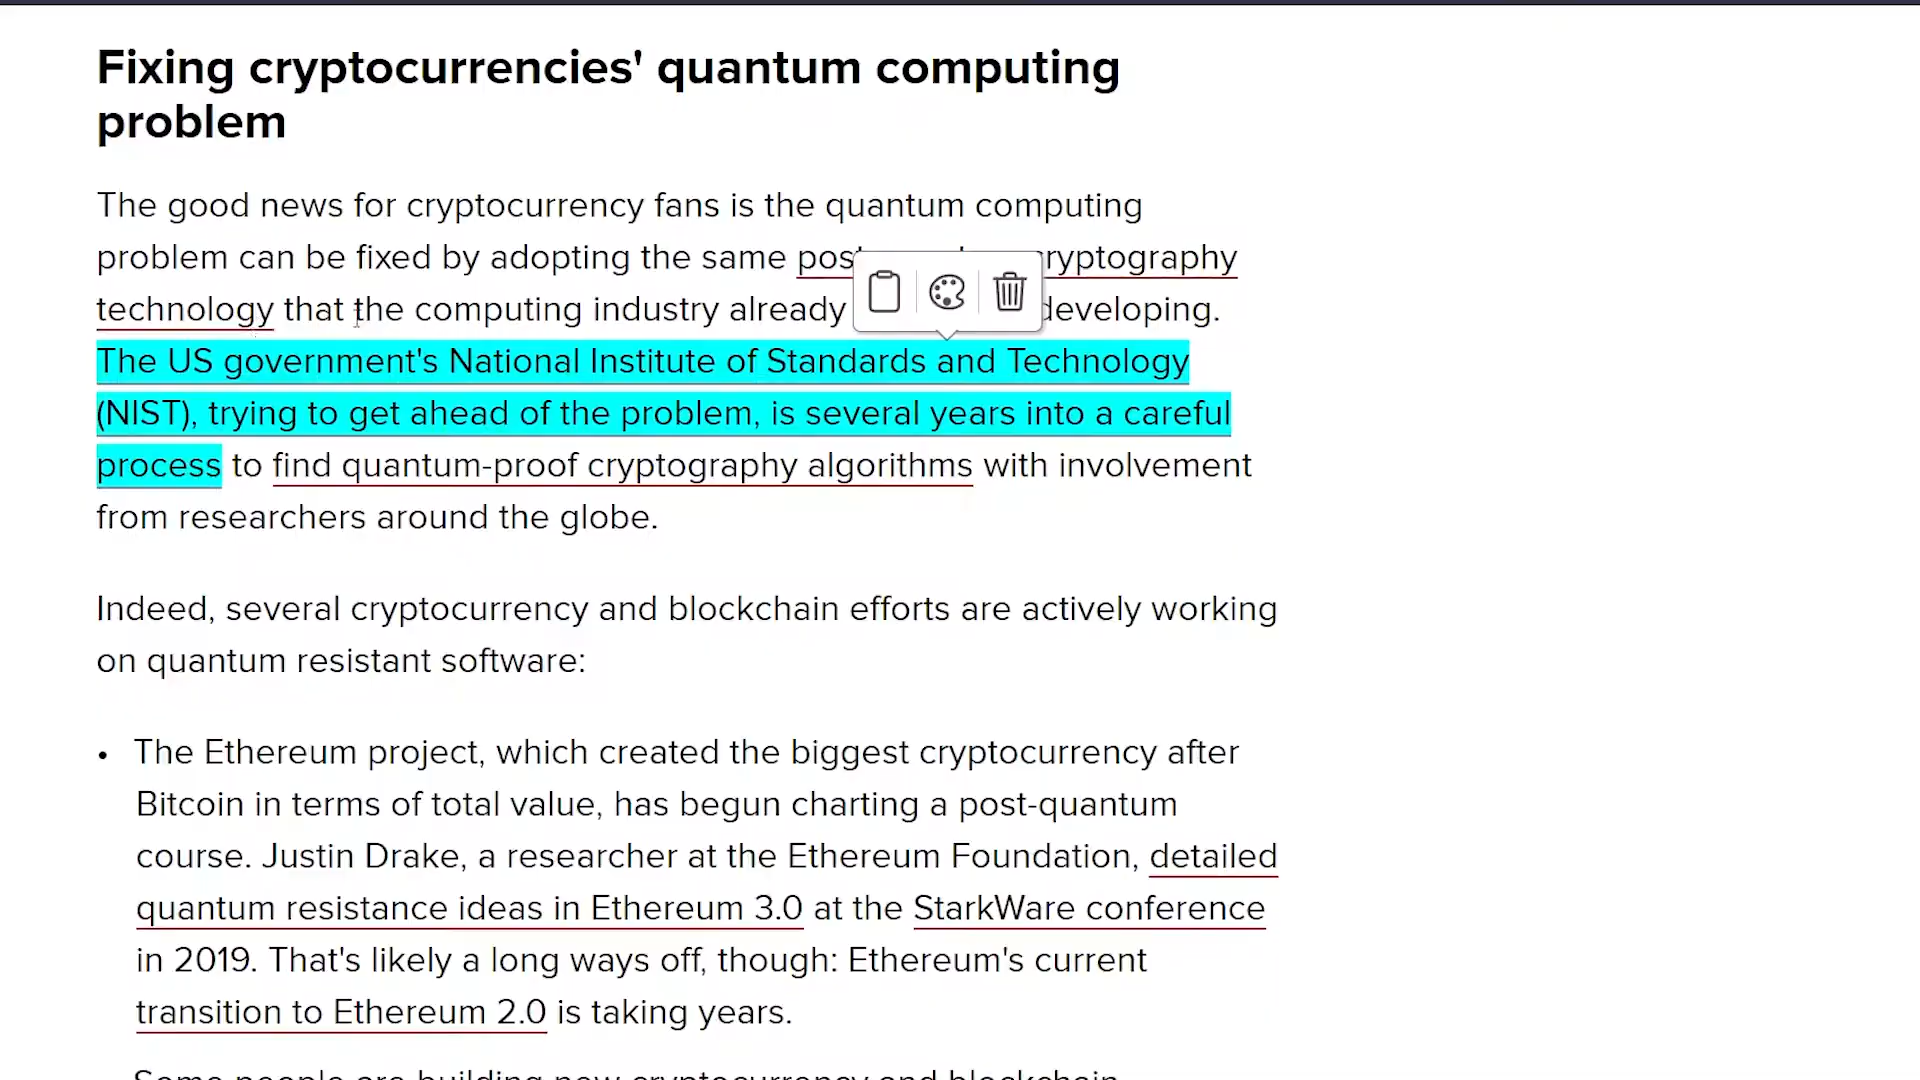 Fixing cryptocurrencies' quantum computing
problem
The good news for cryptocurrency fans is the quantum computing
problem can be fixed by adopting the same cryptography
technology that the computing industry already developing.
The US government's National Institute of Standards and Technology
(NIST), trying to get ahead of the problem, is several years into a careful
process to find quantum-proof cryptography algorithms with involvement
from researchers around the globe.
Indeed, several cryptocurrency and blockchain efforts are actively working
on quantum resistant software:
• The Ethereum project, which created the biggest cryptocurrency after
Bitcoin in terms of total value, has begun charting a post-quantum
course. Justin Drake, a researcher at the Ethereum Foundation, detailed
quantum resistance ideas in Ethereum 3.0 at the StarkWare conference
in 2019. That's likely a long ways off, though: Ethereum's current
transition to Ethereum 2.0 is taking years.
Some people are building new cryptocurrency and blockchain